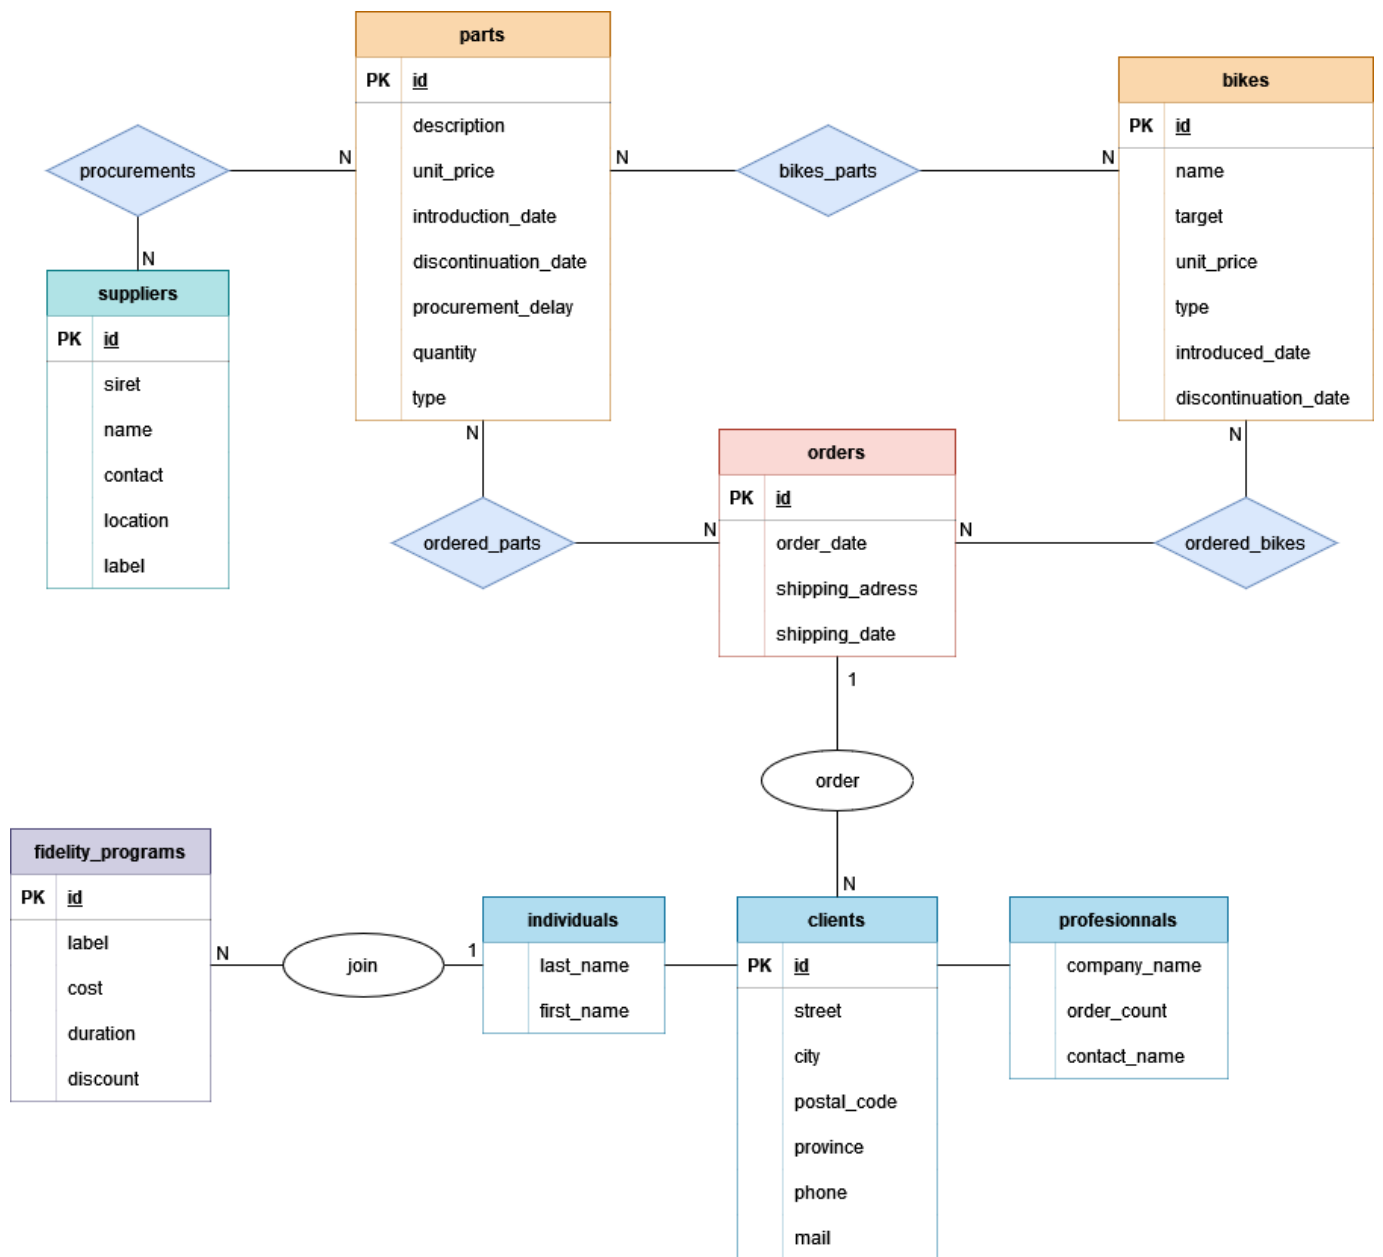 parts
PK id
description
unit_price
introduction_date
discontinuation_date
procurement_delay
quantity
type
bikes
PK id
name
target
unit_price
type
introduced_date
discontinuation_date
procurements
N
N
bikes_parts
N
N
suppliers
PK id
siret
name
contact
location
label
N
ordered_parts
N
orders
PK id
order_date
shipping_adress
shipping_date
N
N
ordered_bikes
1
order
N
fidelity_programs
PK id
label
cost
duration
discount
N
join
1
individuals
last_name
first_name
clients
PK id
street
city
postal_code
province
phone
mail
profesionnals
company_name
order_count
contact_name